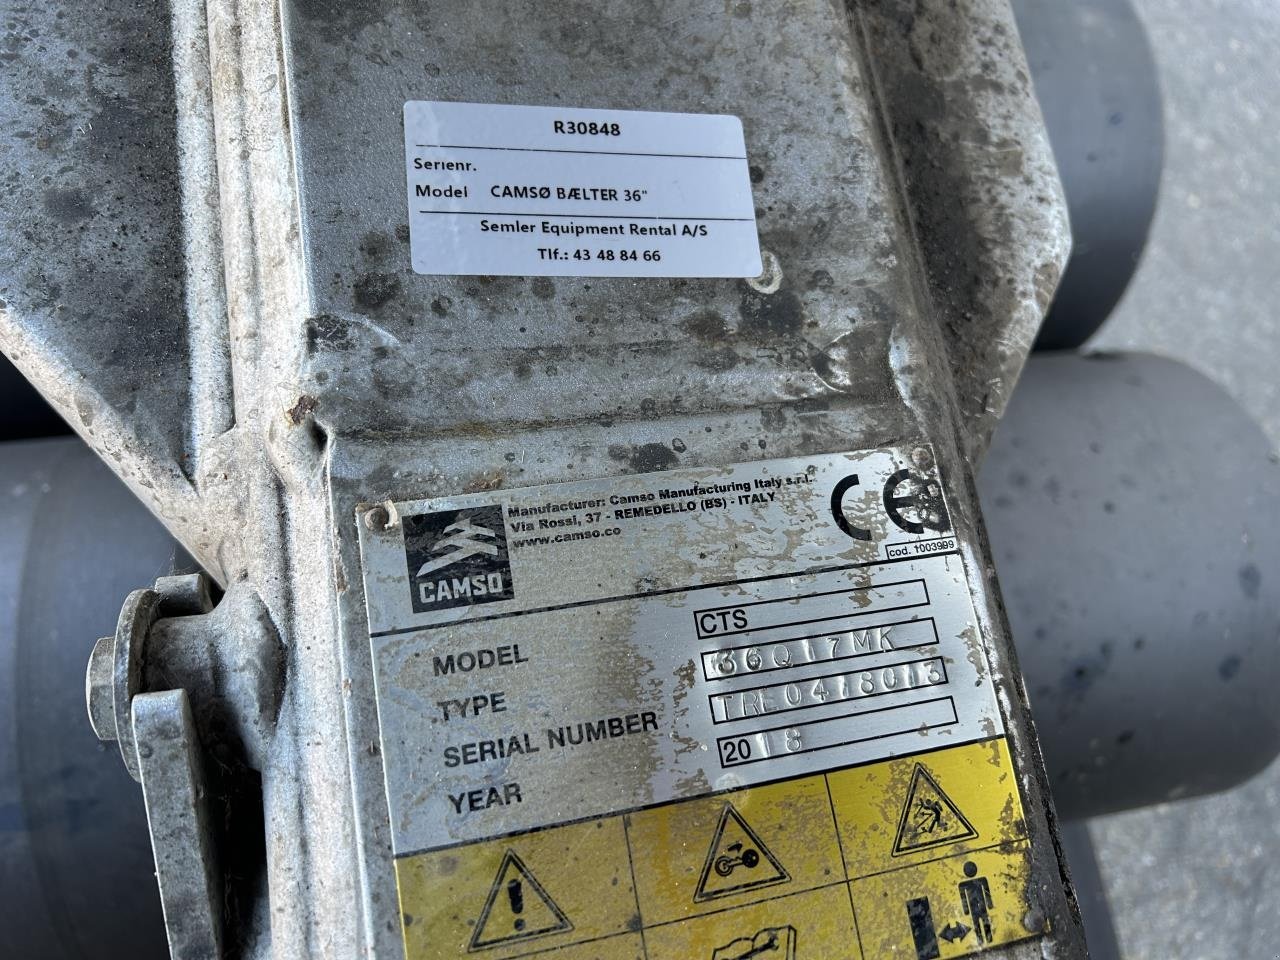 R30848
Serienr.
Model CAMSØ BÆLTER 36"
Semler Equipment Rental A/S
Tlf.: 43 48 84 66
Manufacturer: Camso Manufacturing Italy s.r.l.
Via Rossi, 37 - REMEDELLO (BS) - ITALY
www.camso.co
CAMSO
CE
cod. 1003999
MODEL CTS
TYPE 36Q17MK
SERIAL NUMBER TRE0418013
YEAR 2018